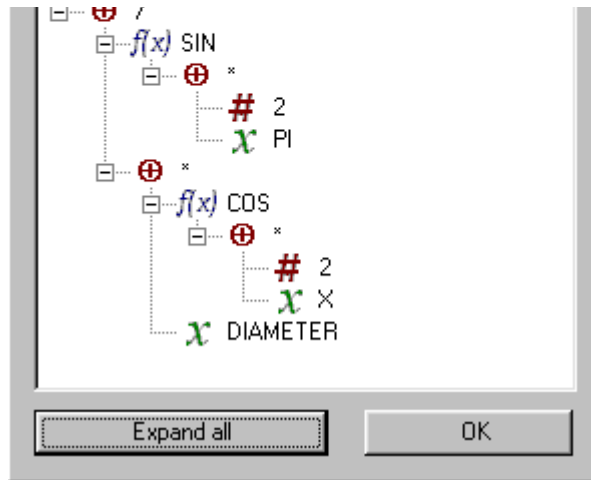 /
f(x) SIN
*
# 2
x PI
*
f(x) COS
*
# 2
x X
x DIAMETER
Expand all OK